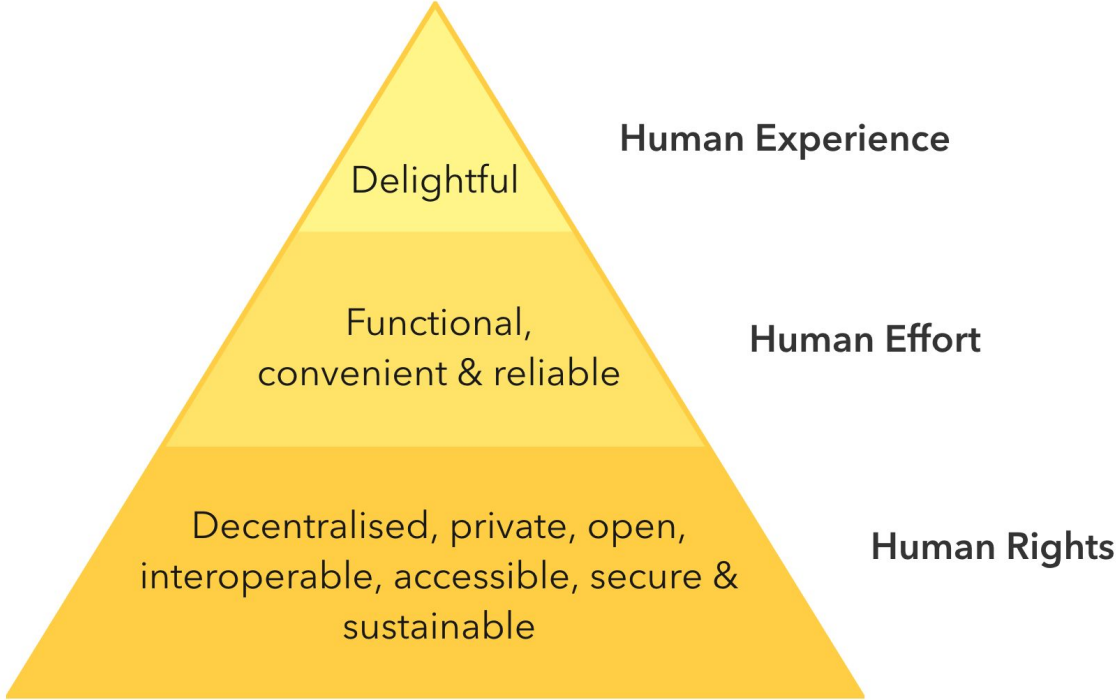 Human Experience
Delightful
Functional,
convenient & reliable
Human Effort
Decentralised, private, open,
interoperable, accessible, secure &
sustainable
Human Rights